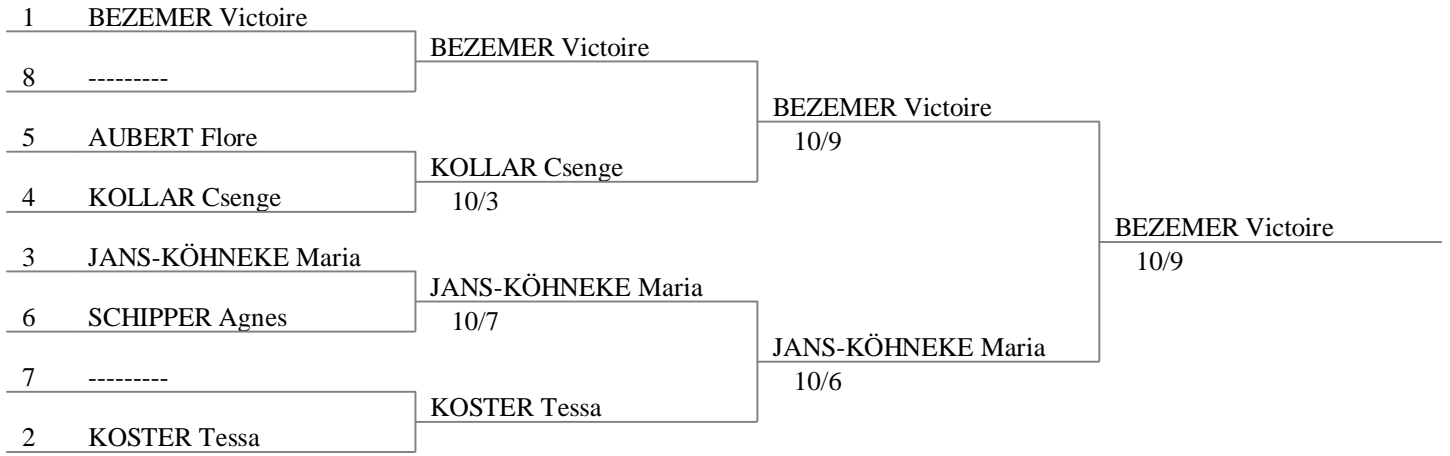 1 BEZEMER Victoire
BEZEMER Victoire
8 ---------
BEZEMER Victoire
10/9
5 AUBERT Flore
KOLLAR Csenge
10/3
4 KOLLAR Csenge
BEZEMER Victoire
10/9
3 JANS-KÖHNEKE Maria
JANS-KÖHNEKE Maria
10/7
6 SCHIPPER Agnes
JANS-KÖHNEKE Maria
10/6
7 ---------
KOSTER Tessa
2 KOSTER Tessa